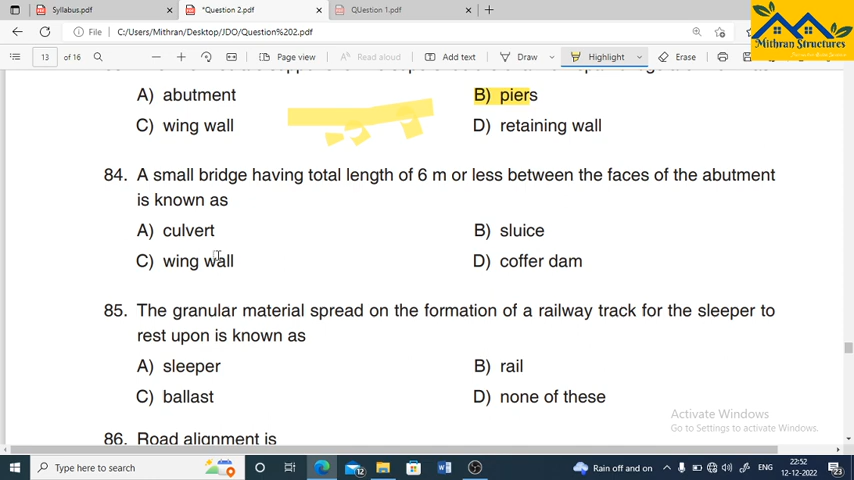 Syllabus.pdf
*Question 2.pdf
QUestion 1.pdf
File
C:/Users/Mithran/Desktop/JDO/Question%202.pdf
13 of 16
Page view
Read aloud
Add text
Draw
Highlight
Erase
Mithran Structures
A) abutment
B) piers
C) wing wall
D) retaining wall
84. A small bridge having total length of 6 m or less between the faces of the abutment
is known as
A) culvert
B) sluice
C) wing wall
D) coffer dam
85. The granular material spread on the formation of a railway track for the sleeper to
rest upon is known as
A) sleeper
B) rail
C) ballast
D) none of these
86. Road alignment is
Activate Windows
Go to Settings to activate Windows.
Type here to search
12
Rain off and on
ENG
22:52
12-12-2022
23